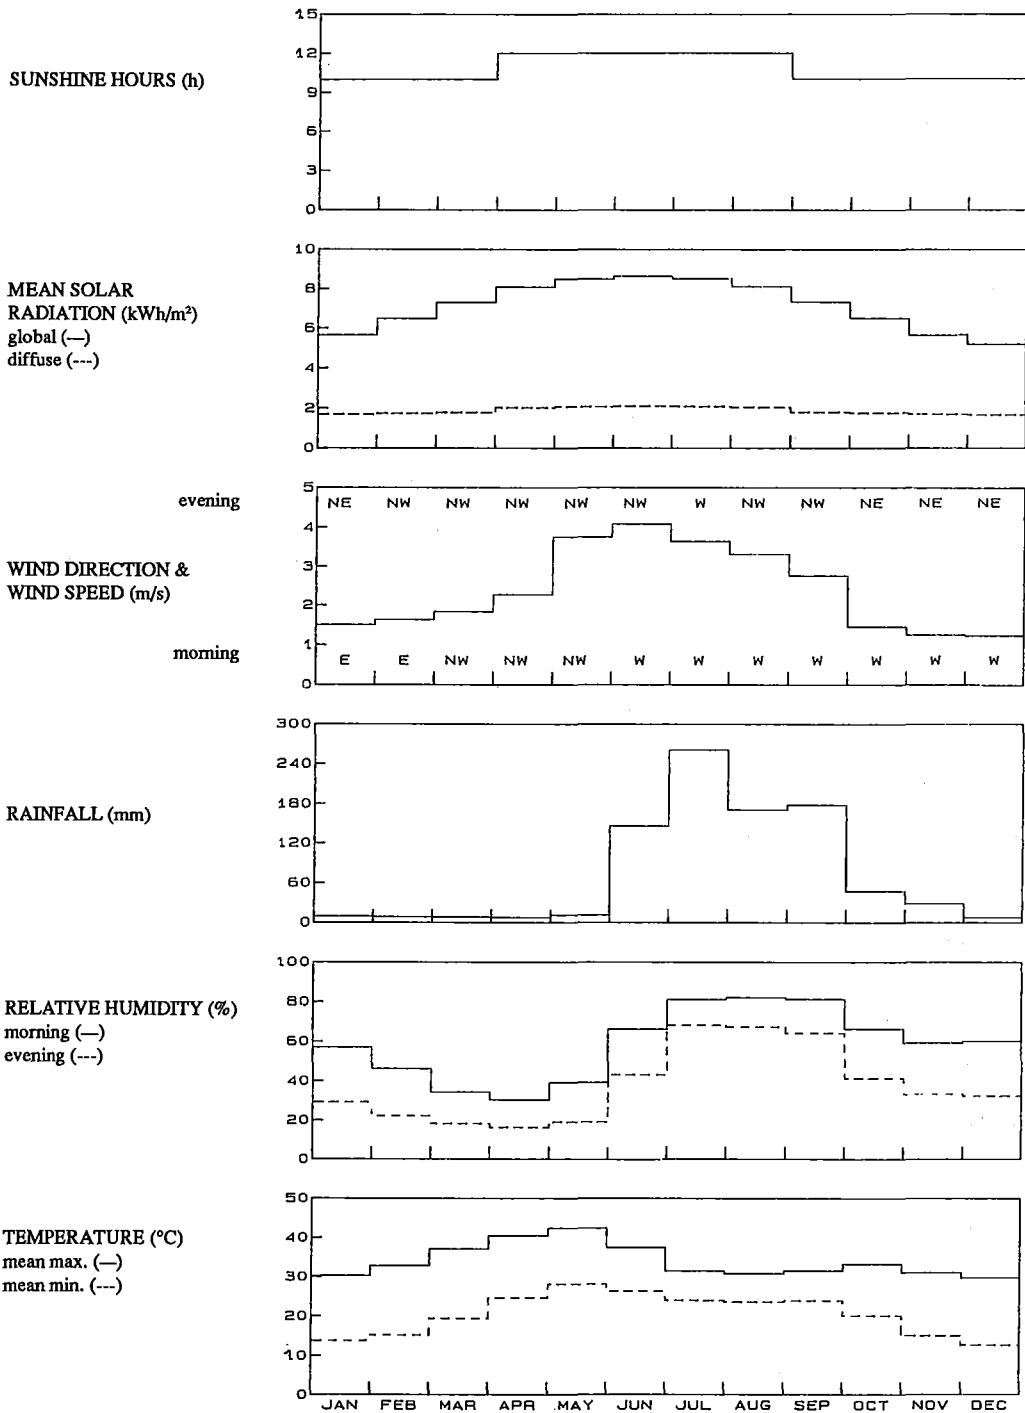 15
12
SUNSHINE HOURS (h)
9
6
3
0
10
MEAN SOLAR
RADIATION (kWh/m²)
global (—)
diffuse (---)
8
6
4
2
0
evening
5
NE NW NW NW NW NW W NW NW NE NE NE
4
WIND DIRECTION &
WIND SPEED (m/s)
3
2
1
morning
E E NW NW NW W W W W W W W
0
300
240
RAINFALL (mm)
180
120
60
0
100
RELATIVE HUMIDITY (%)
morning (—)
evening (---)
80
60
40
20
0
50
TEMPERATURE (°C)
mean max. (—)
mean min. (---)
40
30
20
10
0
JAN FEB MAR APR MAY JUN JUL AUG SEP OCT NOV DEC